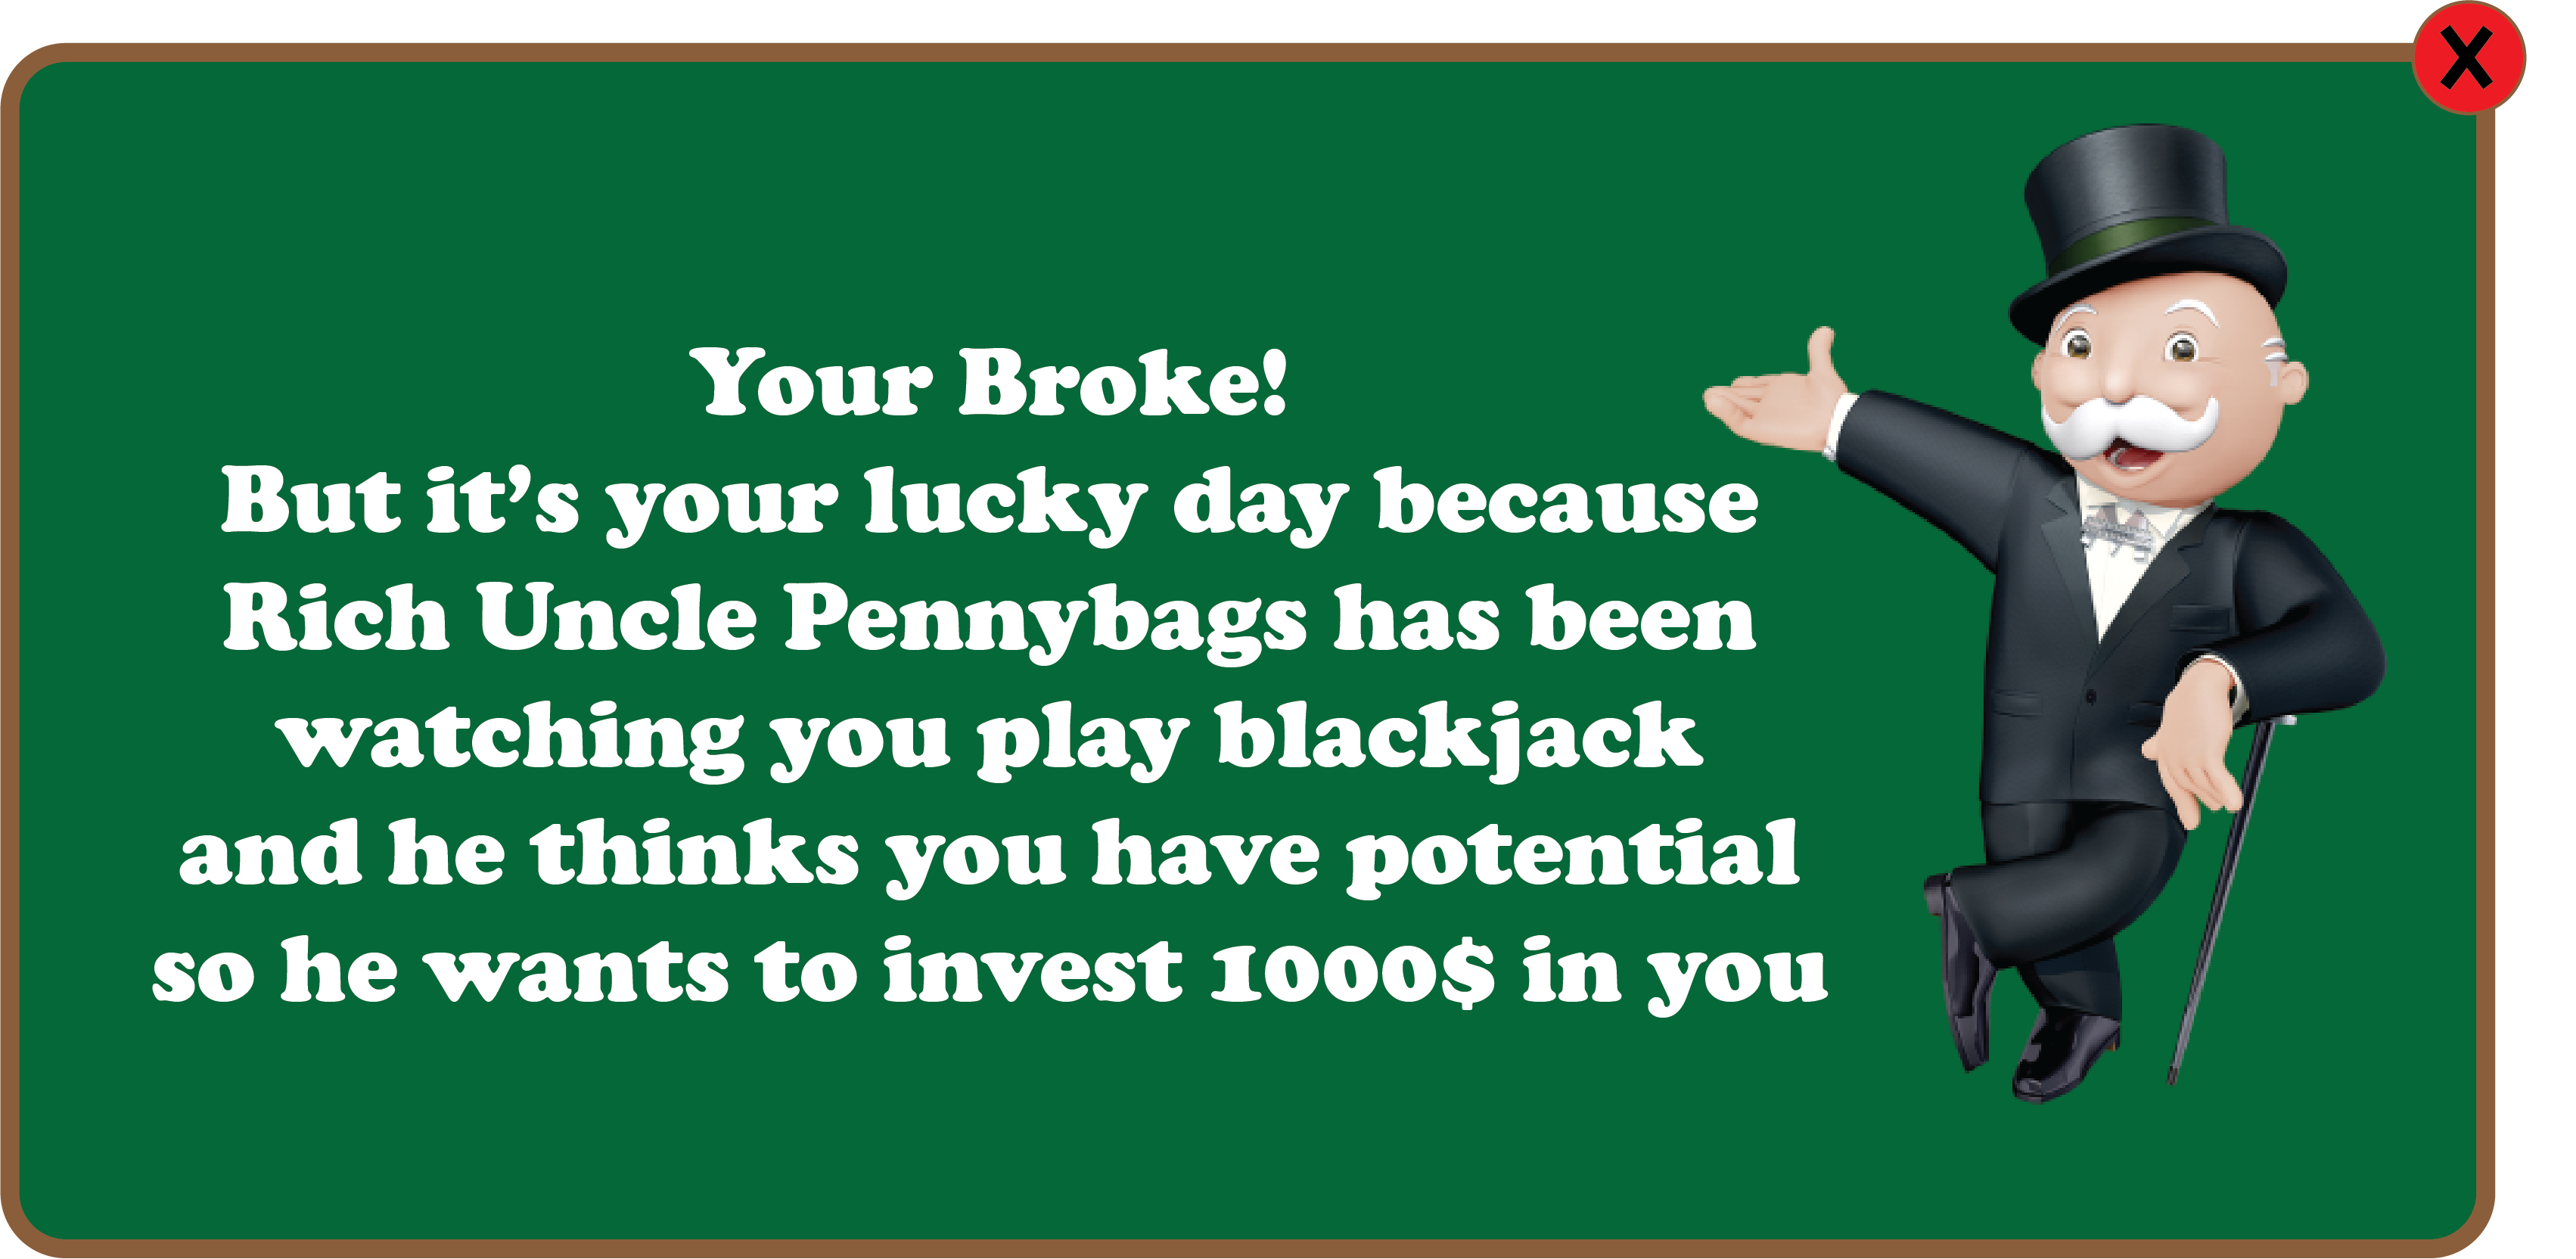 X
Your Broke!
But it's your lucky day because
Rich Uncle Pennybags has been
watching you play blackjack
and he thinks you have potential
so he wants to invest 1000$ in you